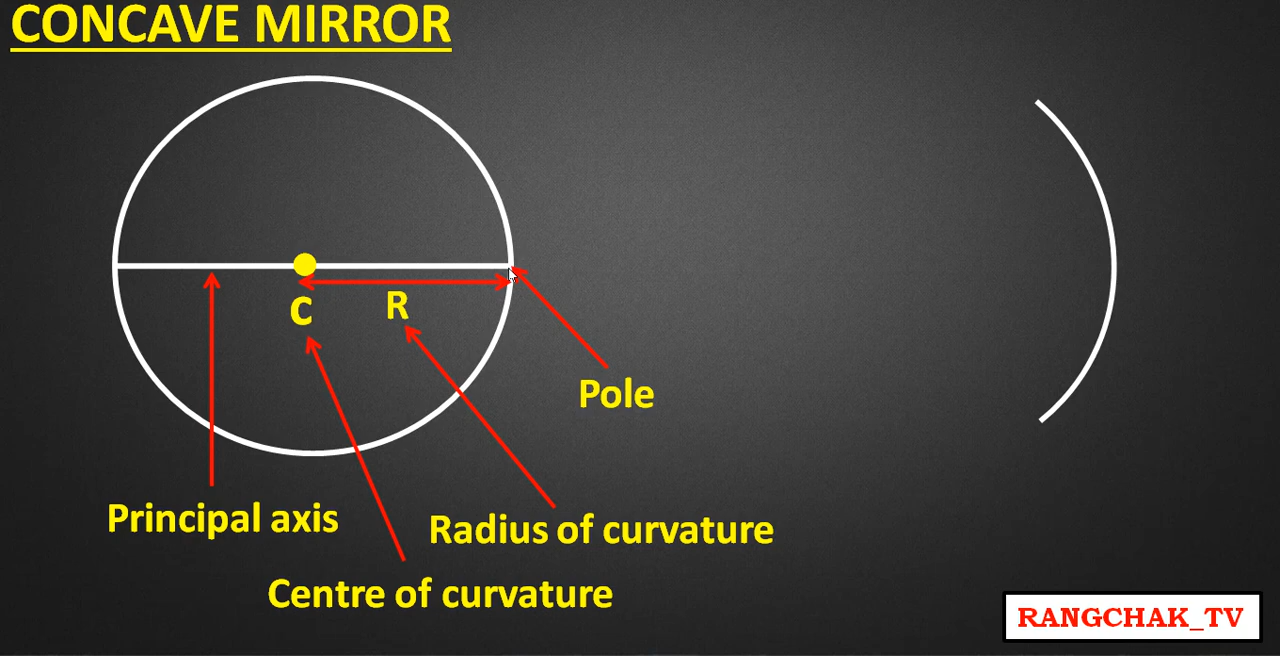 CONCAVE MIRROR
C
R
Pole
Principal axis
Radius of curvature
Centre of curvature
RANGCHAK_TV